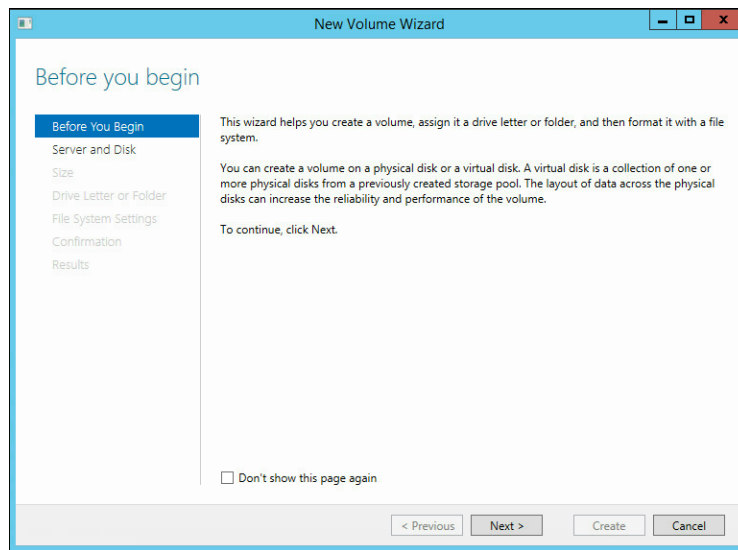 New Volume Wizard
Before you begin
Before You Begin
Server and Disk
Size
Drive Letter or Folder
File System Settings
Confirmation
Results
This wizard helps you create a volume, assign it a drive letter or folder, and then format it with a file
system.
You can create a volume on a physical disk or a virtual disk. A virtual disk is a collection of one or
more physical disks from a previously created storage pool. The layout of data across the physical
disks can increase the reliability and performance of the volume.
To continue, click Next.
Don't show this page again
< Previous Next > Create Cancel